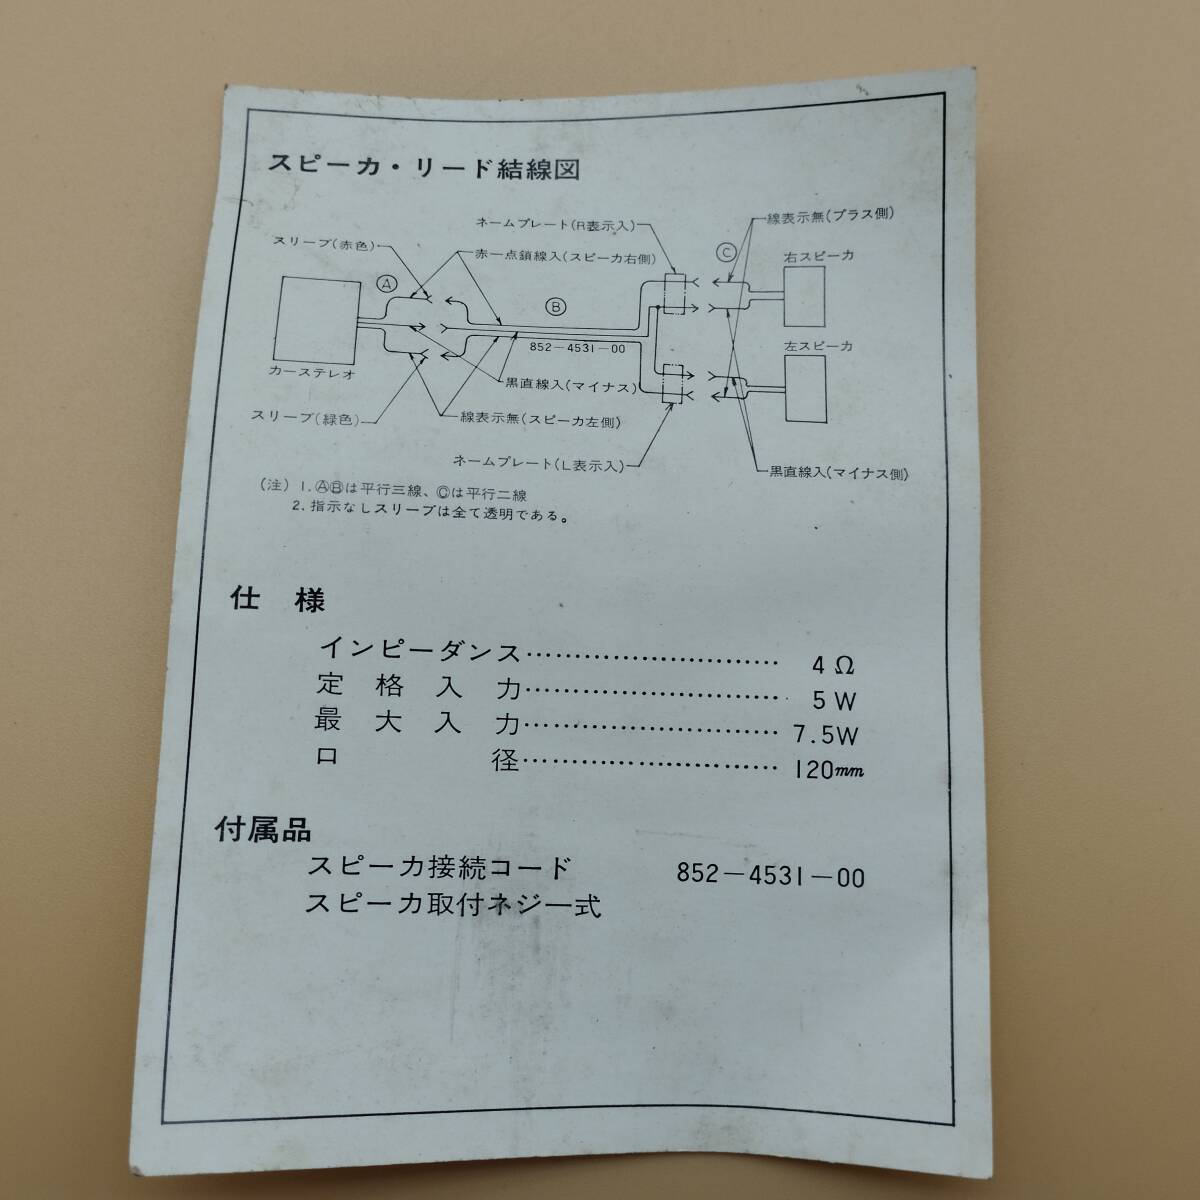 スピーカ・リード結線図
ネームプレート(R表示入)
線表示無(プラス側)
スリーブ(赤色)
赤一点鎖線入(スピーカ右側)
Ⓒ
右スピーカ
Ⓐ
Ⓑ
852-4531-00
左スピーカ
カーステレオ
黒直線入(マイナス)
スリーブ(緑色)
線表示無(スピーカ左側)
ネームプレート(L表示入)
黒直線入(マイナス側)
(注) 1.ⒶⒷは平行三線、Ⓒは平行二線
2.指示なしスリーブは全て透明である。
仕 様
インピーダンス…………………………… 4Ω
定格入力…………………………… 5W
最大入力…………………………… 7.5W
口径…………………………… 120mm
付属品
スピーカ接続コード 852-4531-00
スピーカ取付ネジ一式